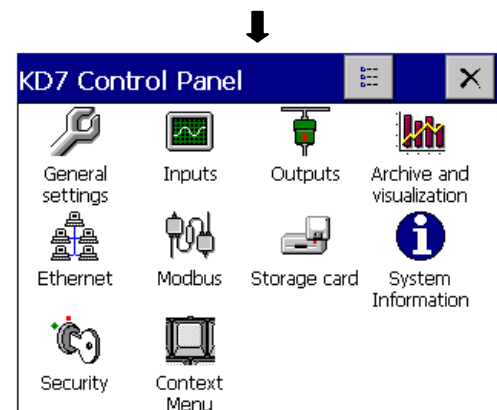 KD7 Control Panel
General settings
Inputs
Outputs
Archive and visualization
Ethernet
Modbus
Storage card
System Information
Security
Context Menu